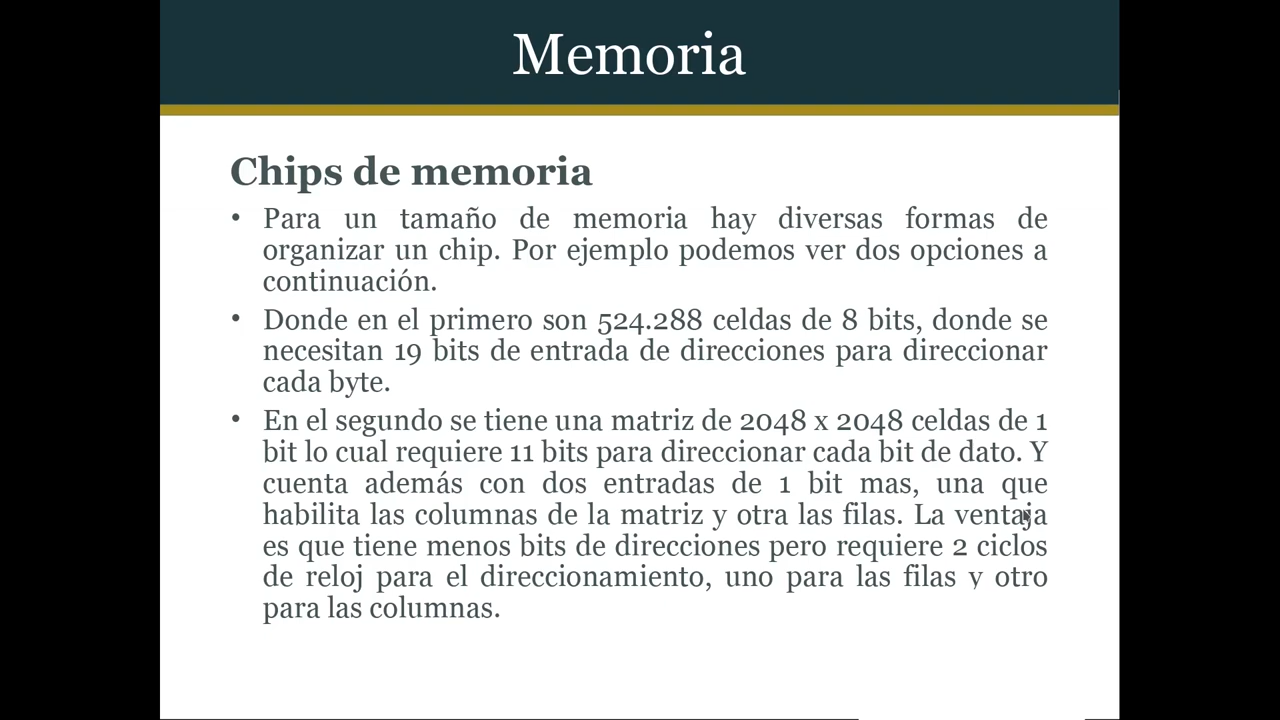 Memoria
Chips de memoria
• Para un tamaño de memoria hay diversas formas de
organizar un chip. Por ejemplo podemos ver dos opciones a
continuación.
• Donde en el primero son 524.288 celdas de 8 bits, donde se
necesitan 19 bits de entrada de direcciones para direccionar
cada byte.
• En el segundo se tiene una matriz de 2048 x 2048 celdas de 1
bit lo cual requiere 11 bits para direccionar cada bit de dato. Y
cuenta además con dos entradas de 1 bit mas, una que
habilita las columnas de la matriz y otra las filas. La ventaja
es que tiene menos bits de direcciones pero requiere 2 ciclos
de reloj para el direccionamiento, uno para las filas y otro
para las columnas.